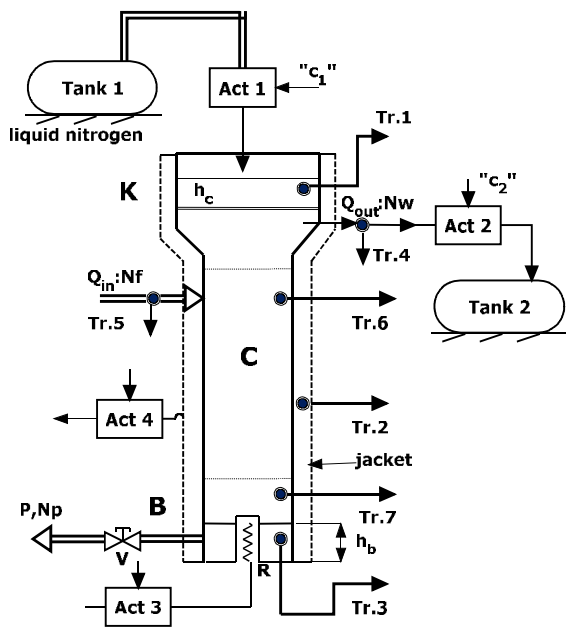 Tank 1
Act 1
"c1"
liquid nitrogen
Tr.1
K
hc
Qout:Nw
"c2"
Act 2
Tr.4
Qin:Nf
Tr.5
Tr.6
Tank 2
C
Act 4
Tr.2
jacket
B
P,Np
Tr.7
V
hb
R
Act 3
Tr.3